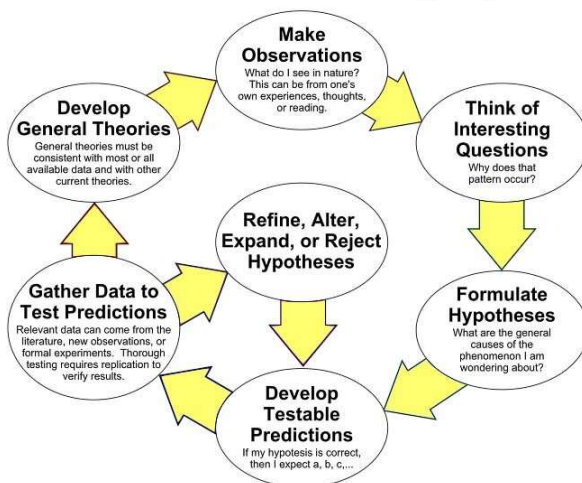 Make
Observations
What do I see in nature?
This can be from one's
own experiences, thoughts,
or reading.
Think of
Interesting
Questions
Why does that
pattern occur?
Formulate
Hypotheses
What are the general
causes of the
phenomenon I am
wondering about?
Develop
Testable
Predictions
If my hypotesis is correct,
then I expect a, b, c,...
Gather Data to
Test Predictions
Relevant data can come from the
literature, new observations, or
formal experiments. Thorough
testing requires replication to
verify results.
Refine, Alter,
Expand, or Reject
Hypotheses
Develop
General Theories
General theories must be
consistent with most or all
available data and with other
current theories.